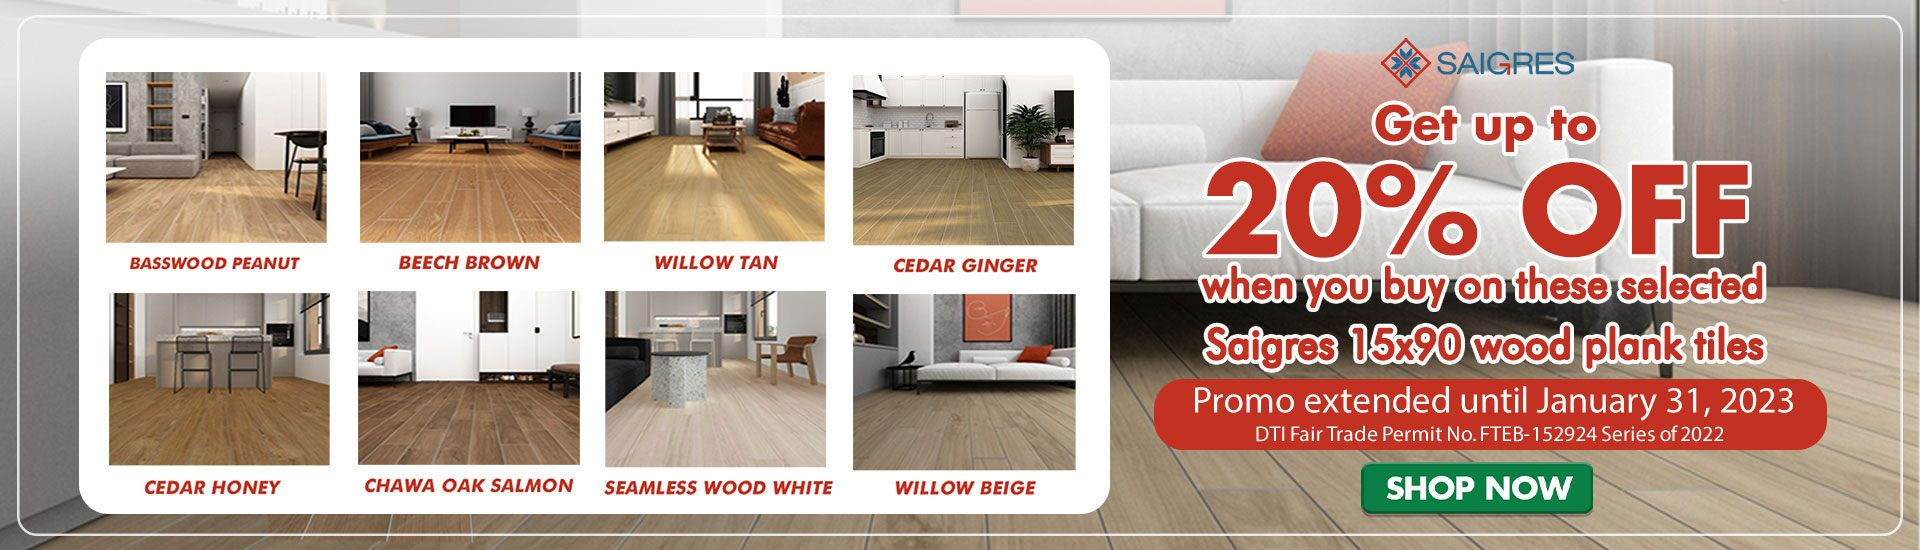 BASSWOOD PEANUT
BEECH BROWN
WILLOW TAN
CEDAR GINGER
CEDAR HONEY
CHAWA OAK SALMON
SEAMLESS WOOD WHITE
WILLOW BEIGE
SAIGRES
Get up to
20% OFF
when you buy on these selected
Saigres 15x90 wood plank tiles
Promo extended until January 31, 2023
DTI Fair Trade Permit No. FTEB-152924 Series of 2022
SHOP NOW